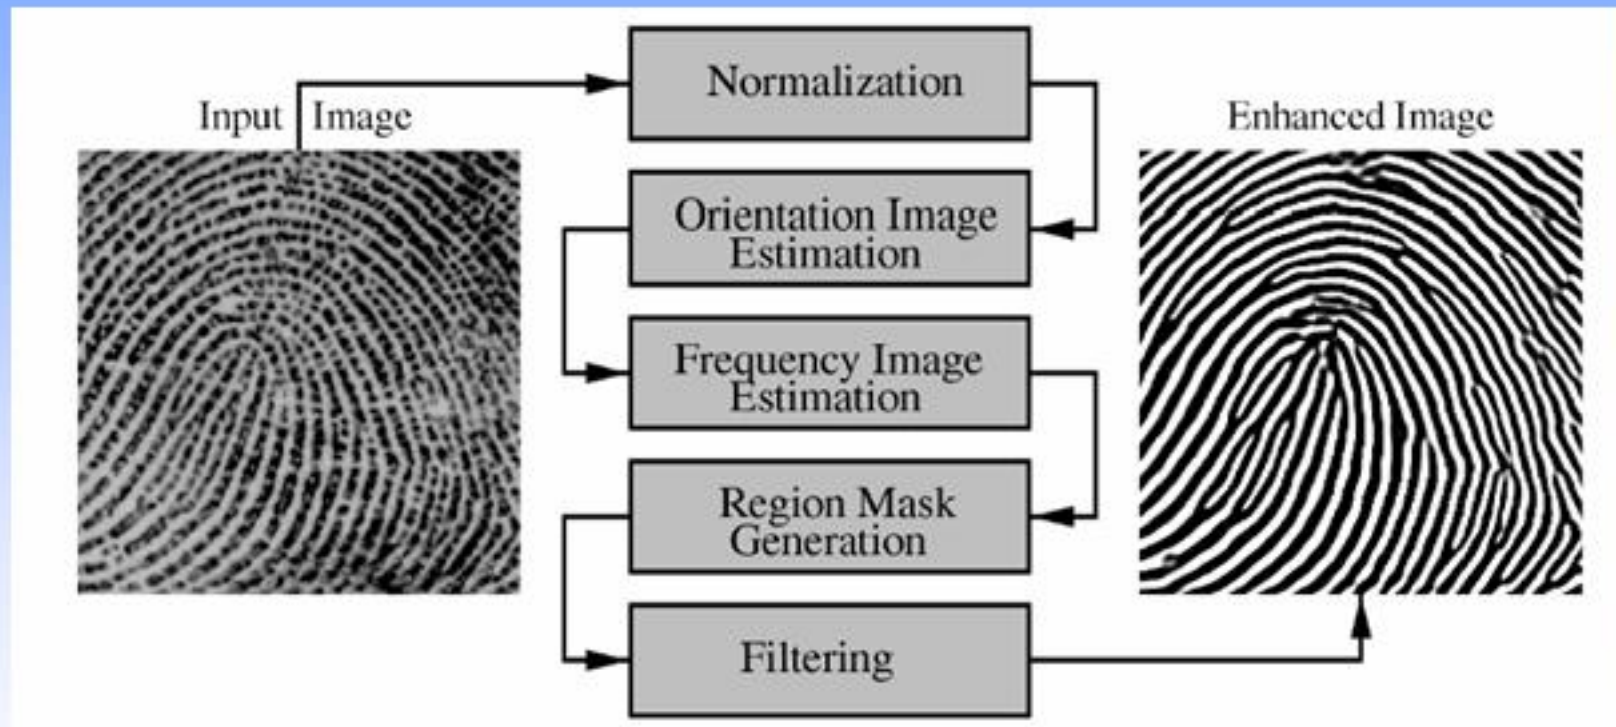 Input Image
Normalization
Orientation Image
Estimation
Frequency Image
Estimation
Region Mask
Generation
Filtering
Enhanced Image